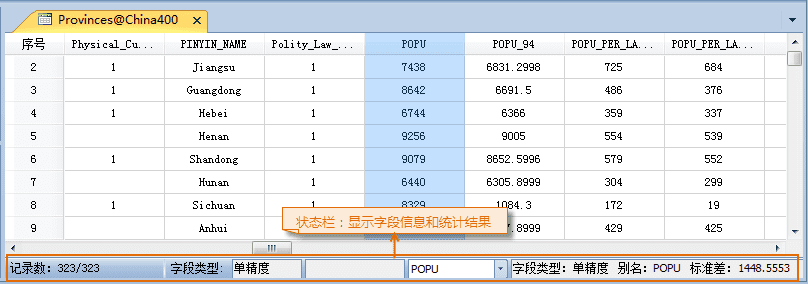 Provinces@China400
序号 Physical_Cu... PINYIN_NAME Polity_Law_... POPU POPU_94 POPU_PER_LA... POPU_PER_LA...
2 1 Jiangsu 1 7438 6831.2998 725 684
3 1 Guangdong 1 8642 6691.5 486 376
4 1 Hebei 1 6744 6366 359 337
5 Henan 1 9256 9005 554 539
6 1 Shandong 1 9079 8652.5996 579 552
7 Hunan 1 6440 6305.8999 304 299
8 1 Sichuan 1 8329 1084.3 172 19
9 Anhui .8999 429 425
状态栏：显示字段信息和统计结果
记录数：323/323 字段类型: 单精度 POPU 字段类型：单精度 别名：POPU 标准差：1448.5553